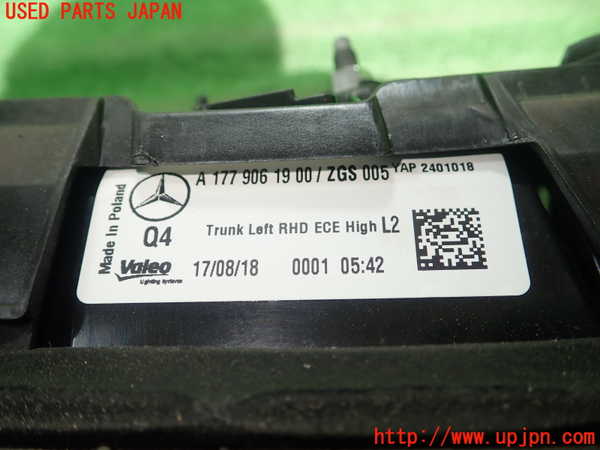 USED PARTS JAPAN
A 177 906 19 00 / ZGS 005 YAP 2401018
Made In Poland
Q4
Trunk Left RHD ECE High L2
Valeo
Lighting systems
17/08/18 0001 05:42
http://www.upjpn.com/